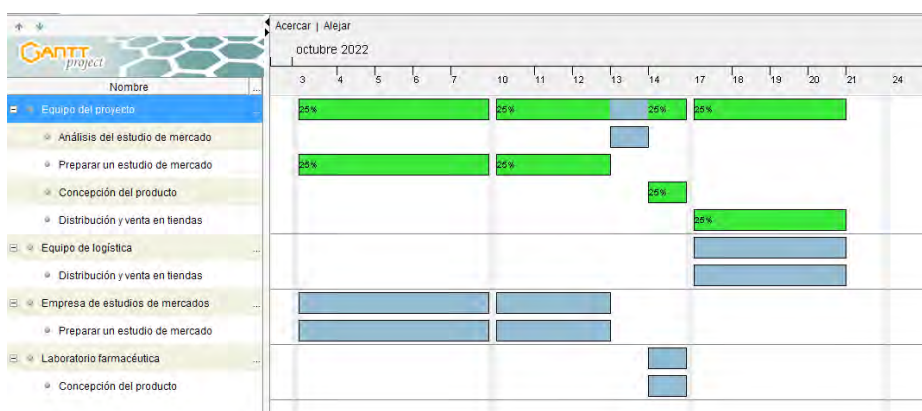 Acercar | Alejar
octubre 2022
GANTT
project
Nombre
...
3 4 5 6 7 10 11 12 13 14 17 18 19 20 21 24
Equipo del proyecto ... 25% 25% 25% 25%
Análisis del estudio de mercado
Preparar un estudio de mercado 25% 25%
Concepción del producto 25%
Distribución y venta en tiendas 25%
Equipo de logística ...
Distribución y venta en tiendas
Empresa de estudios de mercados ...
Preparar un estudio de mercado
Laboratorio farmacéutica ...
Concepción del producto